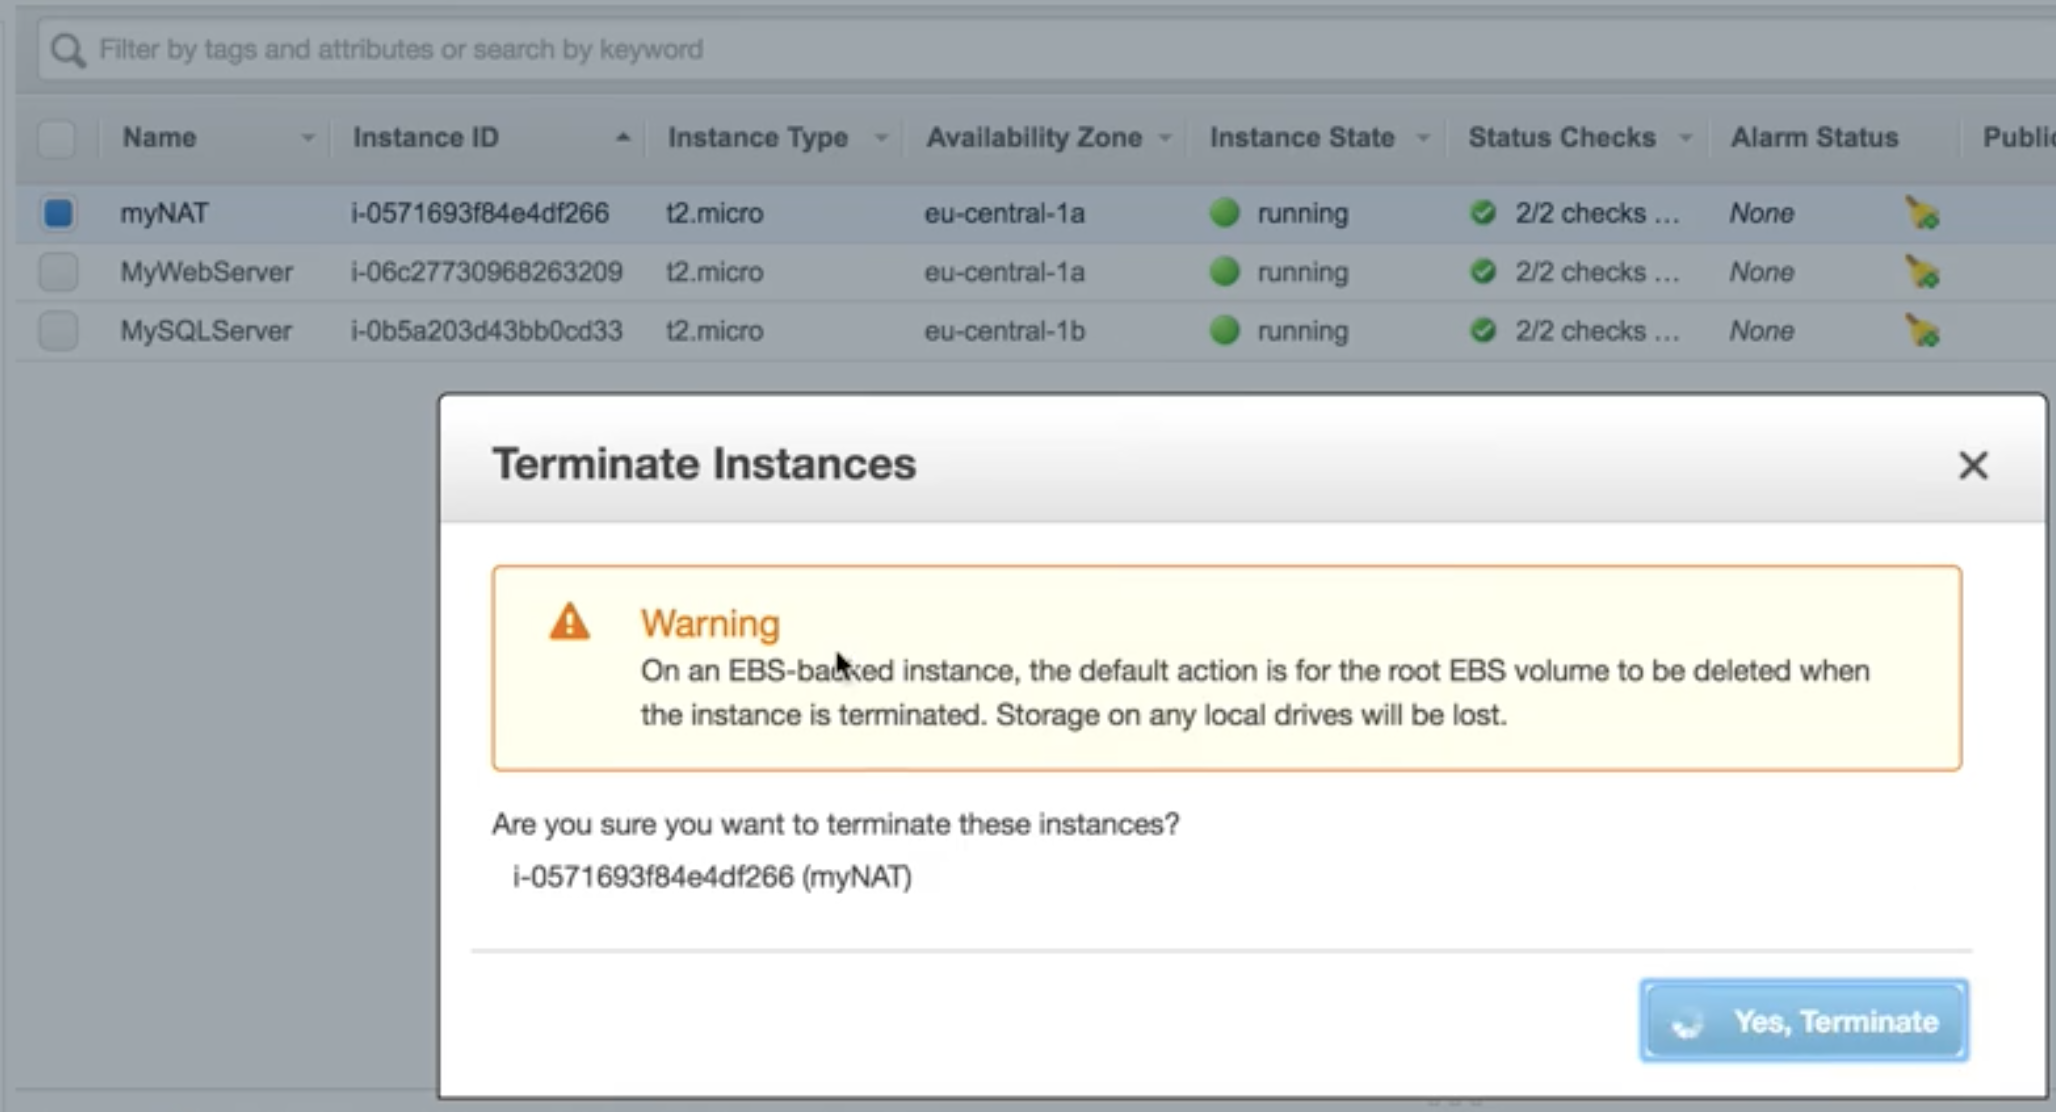 Filter by tags and attributes or search by keyword
Name Instance ID Instance Type Availability Zone Instance State Status Checks Alarm Status Public
myNAT i-0571693f84e4df266 t2.micro eu-central-1a running 2/2 checks ... None
MyWebServer i-06c27730968263209 t2.micro eu-central-1a running 2/2 checks ... None
MySQLServer i-0b5a203d43bb0cd33 t2.micro eu-central-1b running 2/2 checks ... None
Terminate Instances
Warning
On an EBS-backed instance, the default action is for the root EBS volume to be deleted when
the instance is terminated. Storage on any local drives will be lost.
Are you sure you want to terminate these instances?
i-0571693f84e4df266 (myNAT)
Yes, Terminate